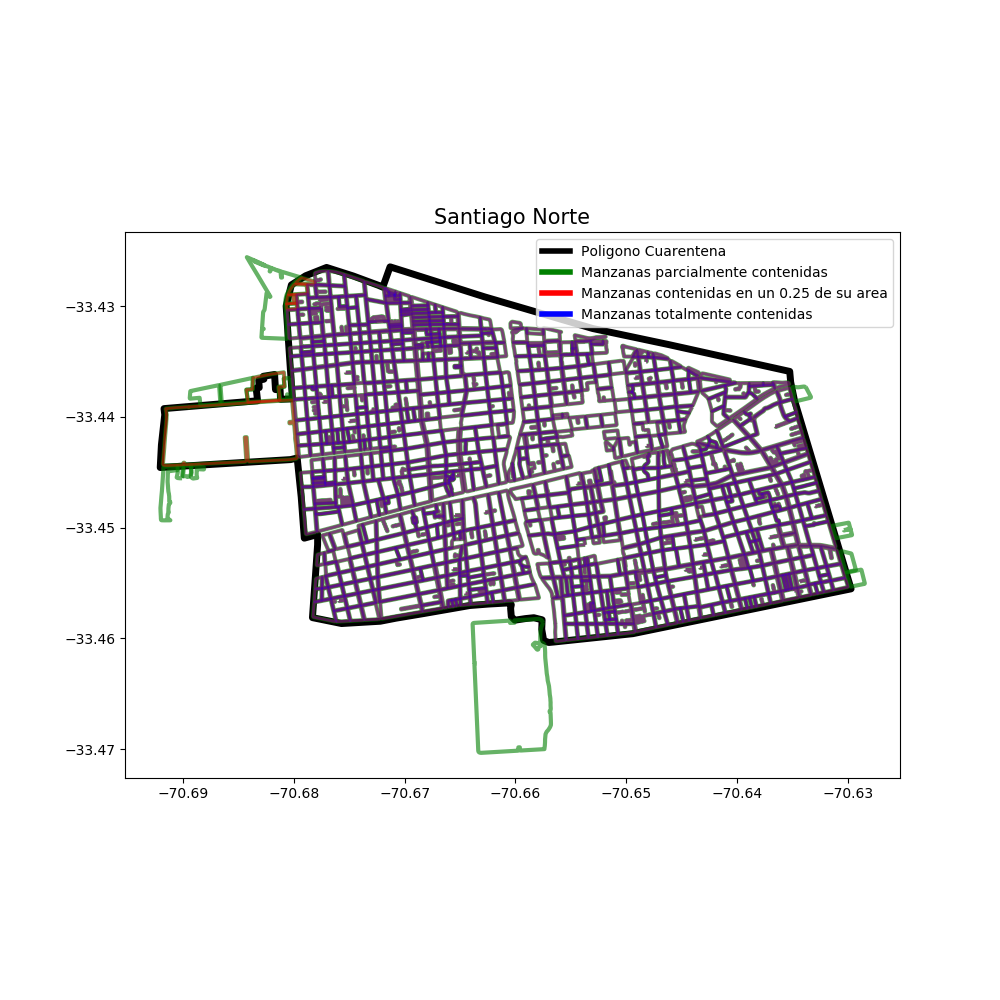 Santiago Norte
Poligono Cuarentena
Manzanas parcialmente contenidas
Manzanas contenidas en un 0.25 de su area
Manzanas totalmente contenidas
−33.43
−33.44
−33.45
−33.46
−33.47
−70.69 −70.68 −70.67 −70.66 −70.65 −70.64 −70.63